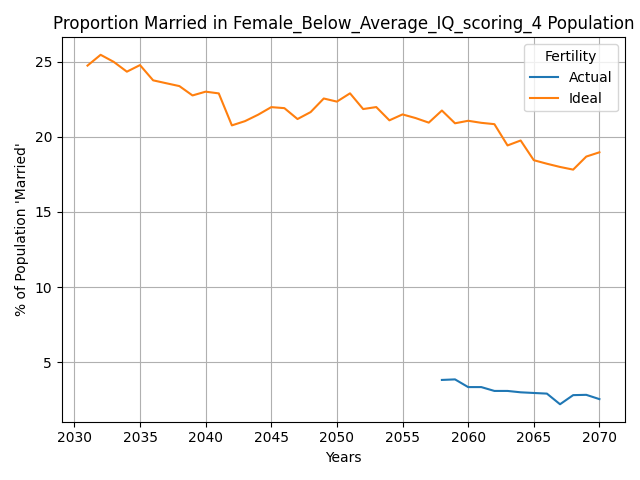 Proportion Married in Female_Below_Average_IQ_scoring_4 Population
Fertility
Actual
Ideal
% of Population 'Married'
25
20
15
10
5
2030 2035 2040 2045 2050 2055 2060 2065 2070
Years